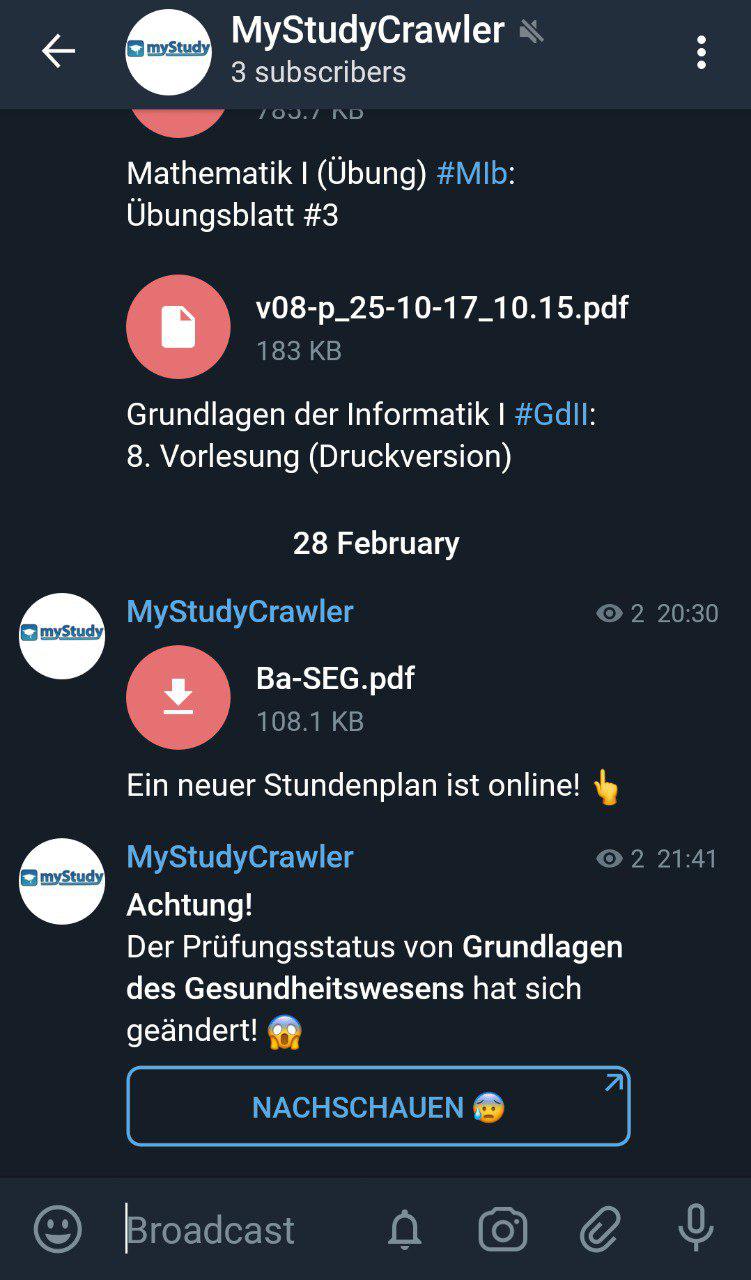 MyStudyCrawler
3 subscribers
myStudy
785.7 KB
Mathematik I (Übung) #MIb:
Übungsblatt #3
v08-p_25-10-17_10.15.pdf
183 KB
Grundlagen der Informatik I #GdII:
8. Vorlesung (Druckversion)
28 February
MyStudyCrawler 2 20:30
myStudy
Ba-SEG.pdf
108.1 KB
Ein neuer Stundenplan ist online! 👆
MyStudyCrawler 2 21:41
myStudy
Achtung!
Der Prüfungsstatus von Grundlagen
des Gesundheitswesens hat sich
geändert! 😱
NACHSCHAUEN 😰
Broadcast